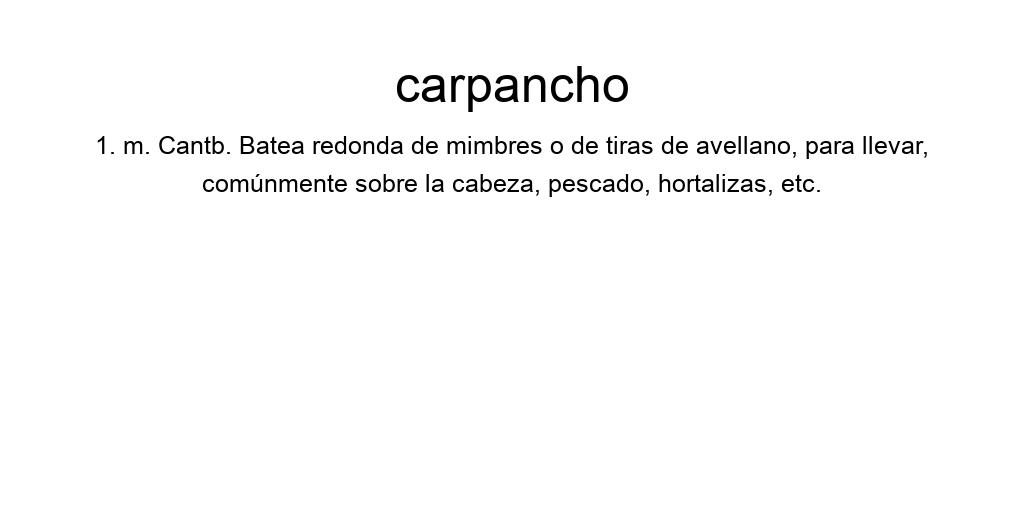 carpancho
1. m. Cantb. Batea redonda de mimbres o de tiras de avellano, para llevar,
comúnmente sobre la cabeza, pescado, hortalizas, etc.